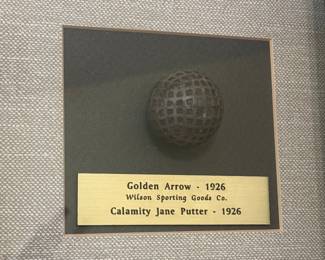 Golden Arrow - 1926
Wilson Sporting Goods Co.
Calamity Jane Putter - 1926